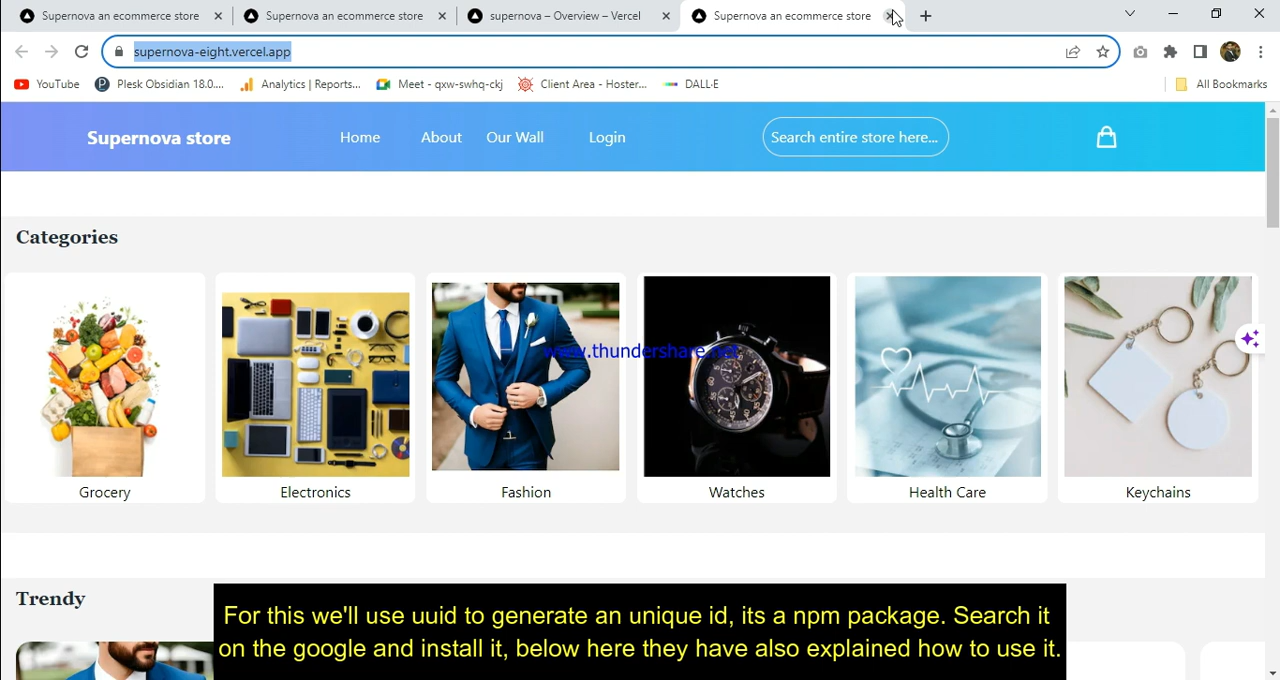 Supernova an ecommerce store
Supernova an ecommerce store
supernova – Overview – Vercel
Supernova an ecommerce store
supernova-eight.vercel.app
YouTube
Plesk Obsidian 18.0....
Analytics | Reports...
Meet - qxw-swhq-ckj
Client Area - Hoster...
DALL·E
All Bookmarks
Supernova store
Home
About
Our Wall
Login
Search entire store here...
Categories
www.thundershare.net
Grocery
Electronics
Fashion
Watches
Health Care
Keychains
Trendy
For this we'll use uuid to generate an unique id, its a npm package. Search it
on the google and install it, below here they have also explained how to use it.